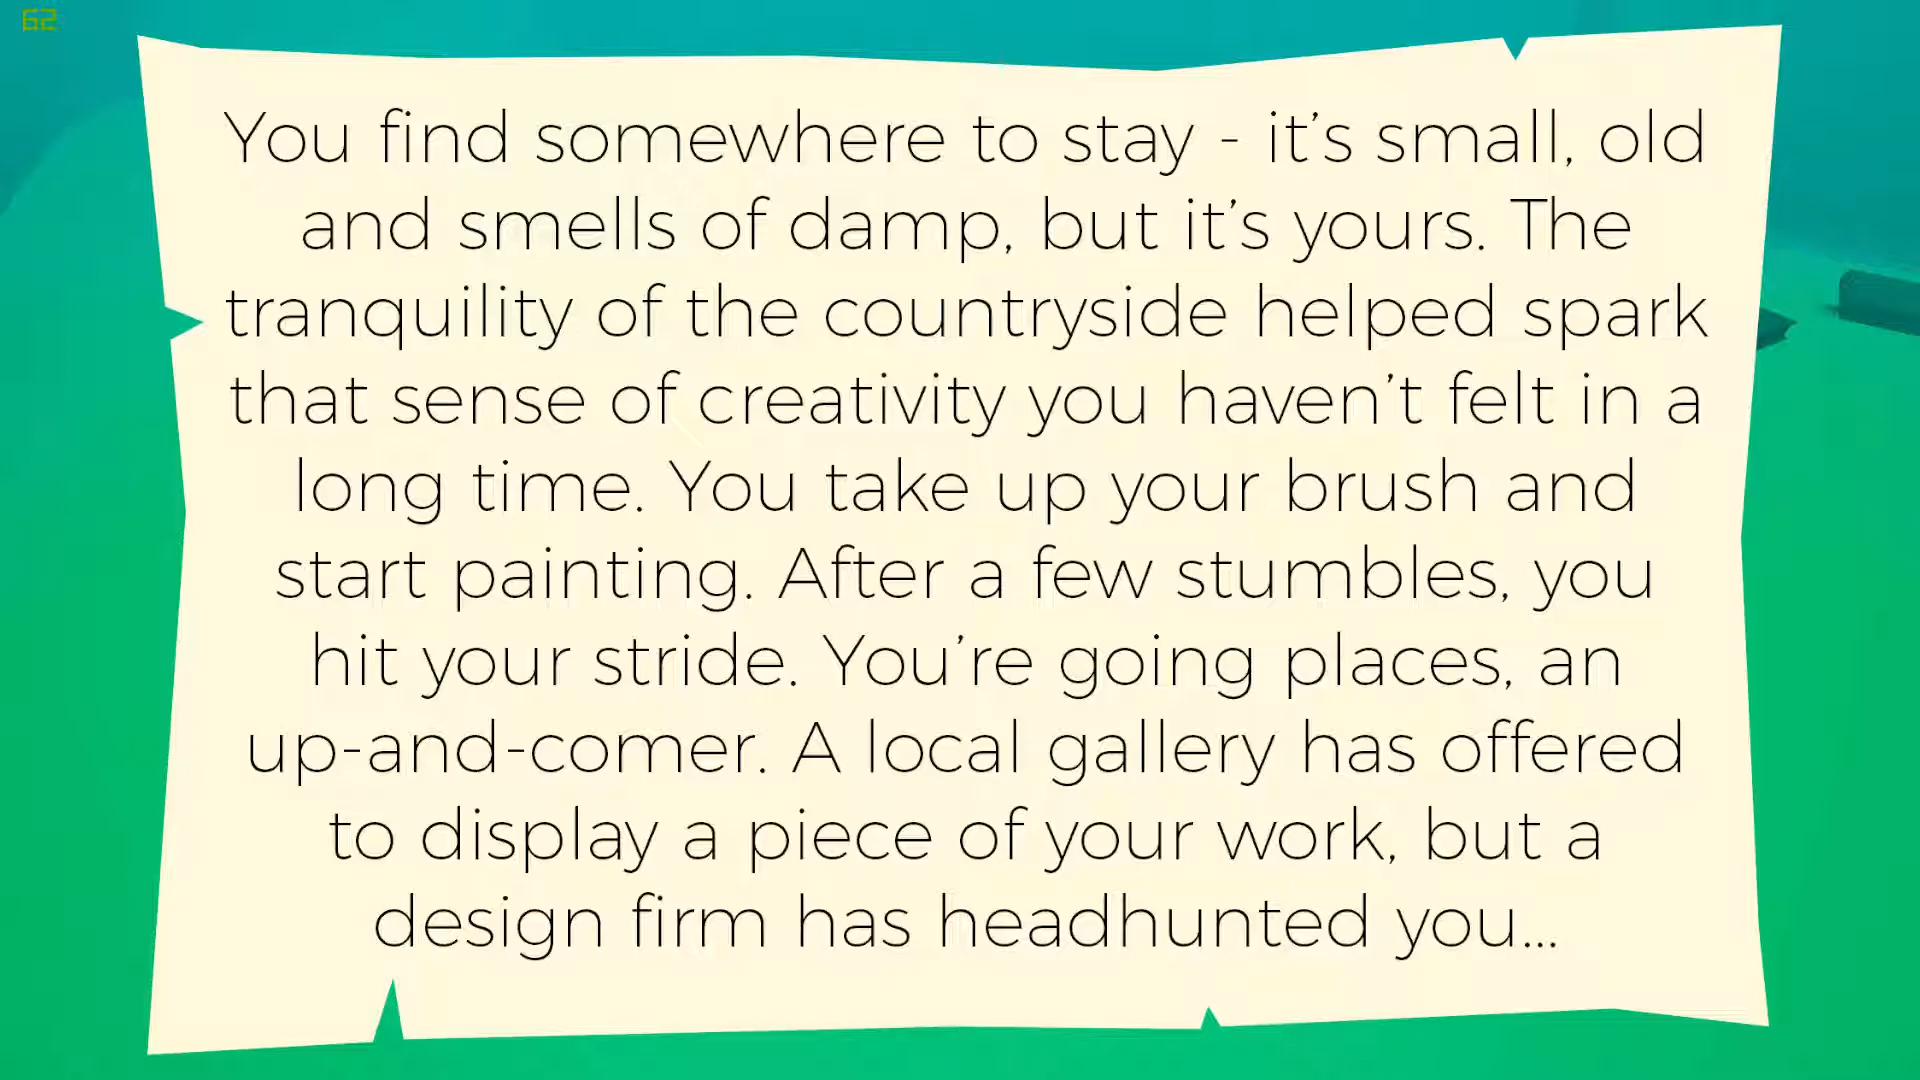 62
You find somewhere to stay - it’s small, old
and smells of damp, but it’s yours. The
tranquility of the countryside helped spark
that sense of creativity you haven’t felt in a
long time. You take up your brush and
start painting. After a few stumbles, you
hit your stride. You’re going places, an
up-and-comer. A local gallery has offered
to display a piece of your work, but a
design firm has headhunted you...